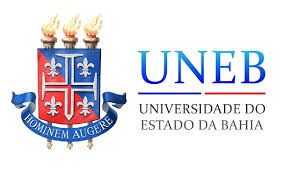 UNEB
UNIVERSIDADE DO
ESTADO DA BAHIA
HOMINEM AUGERE